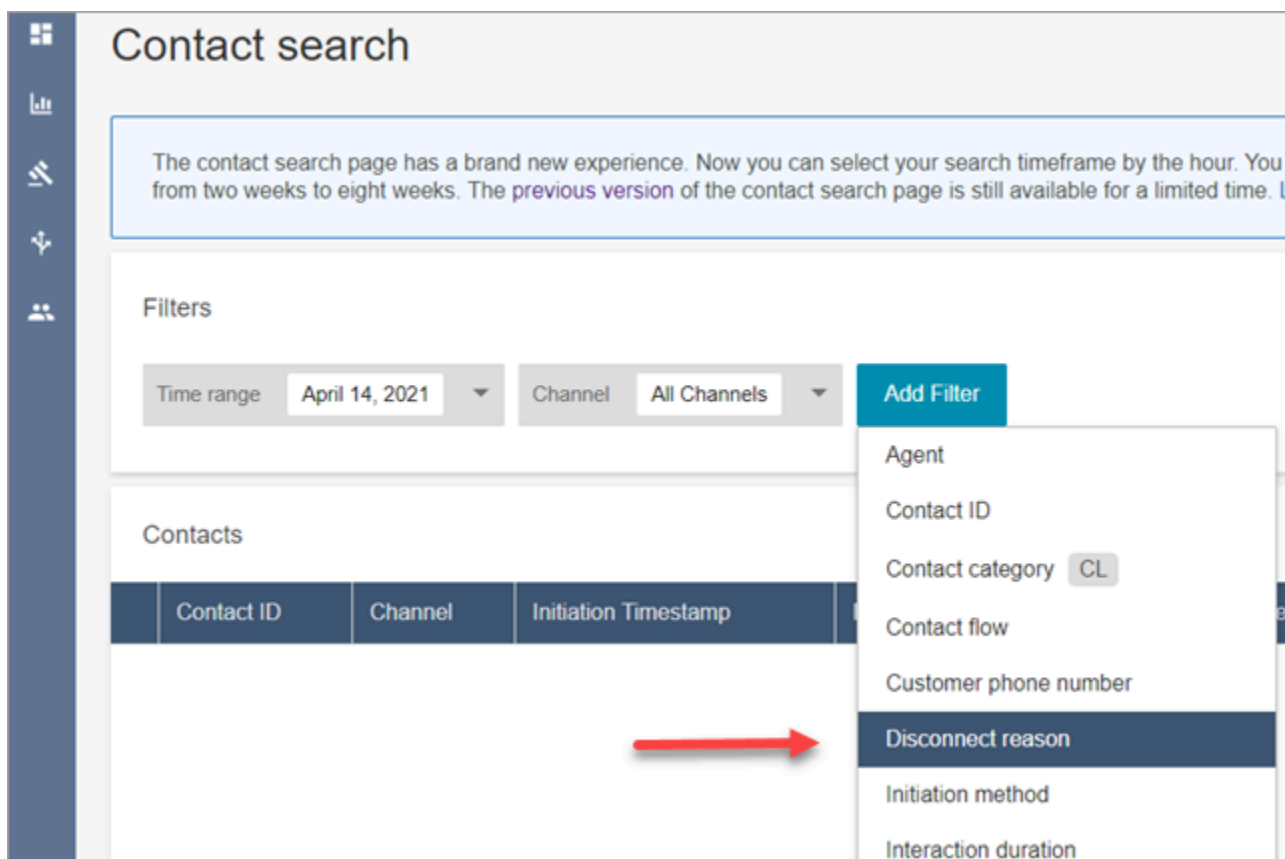 Contact search
The contact search page has a brand new experience. Now you can select your search timeframe by the hour. You
from two weeks to eight weeks. The previous version of the contact search page is still available for a limited time.
Filters
Time range April 14, 2021 Channel All Channels Add Filter
Agent
Contact ID
Contact category CL
Contact flow
Customer phone number
Disconnect reason
Initiation method
Interaction duration
Contacts
Contact ID Channel Initiation Timestamp